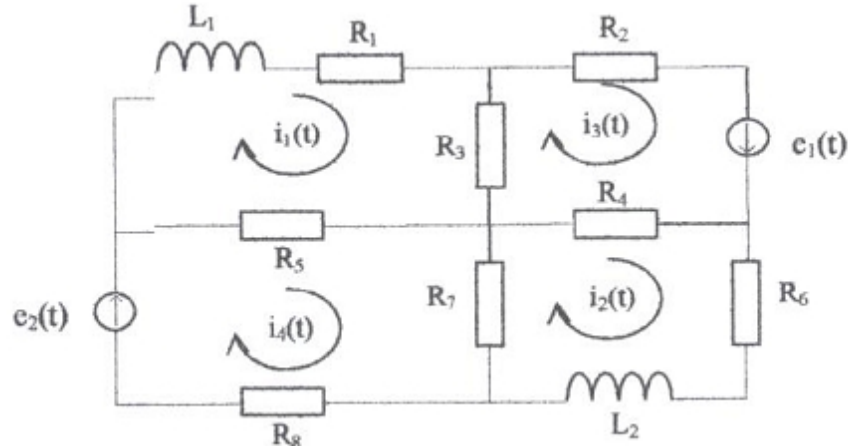 L₁
R₁
R₂
i₁(t)
R₃
i₃(t)
e₁(t)
R₄
R₅
e₂(t)
i₄(t)
R₇
i₂(t)
R₆
R₈
L₂